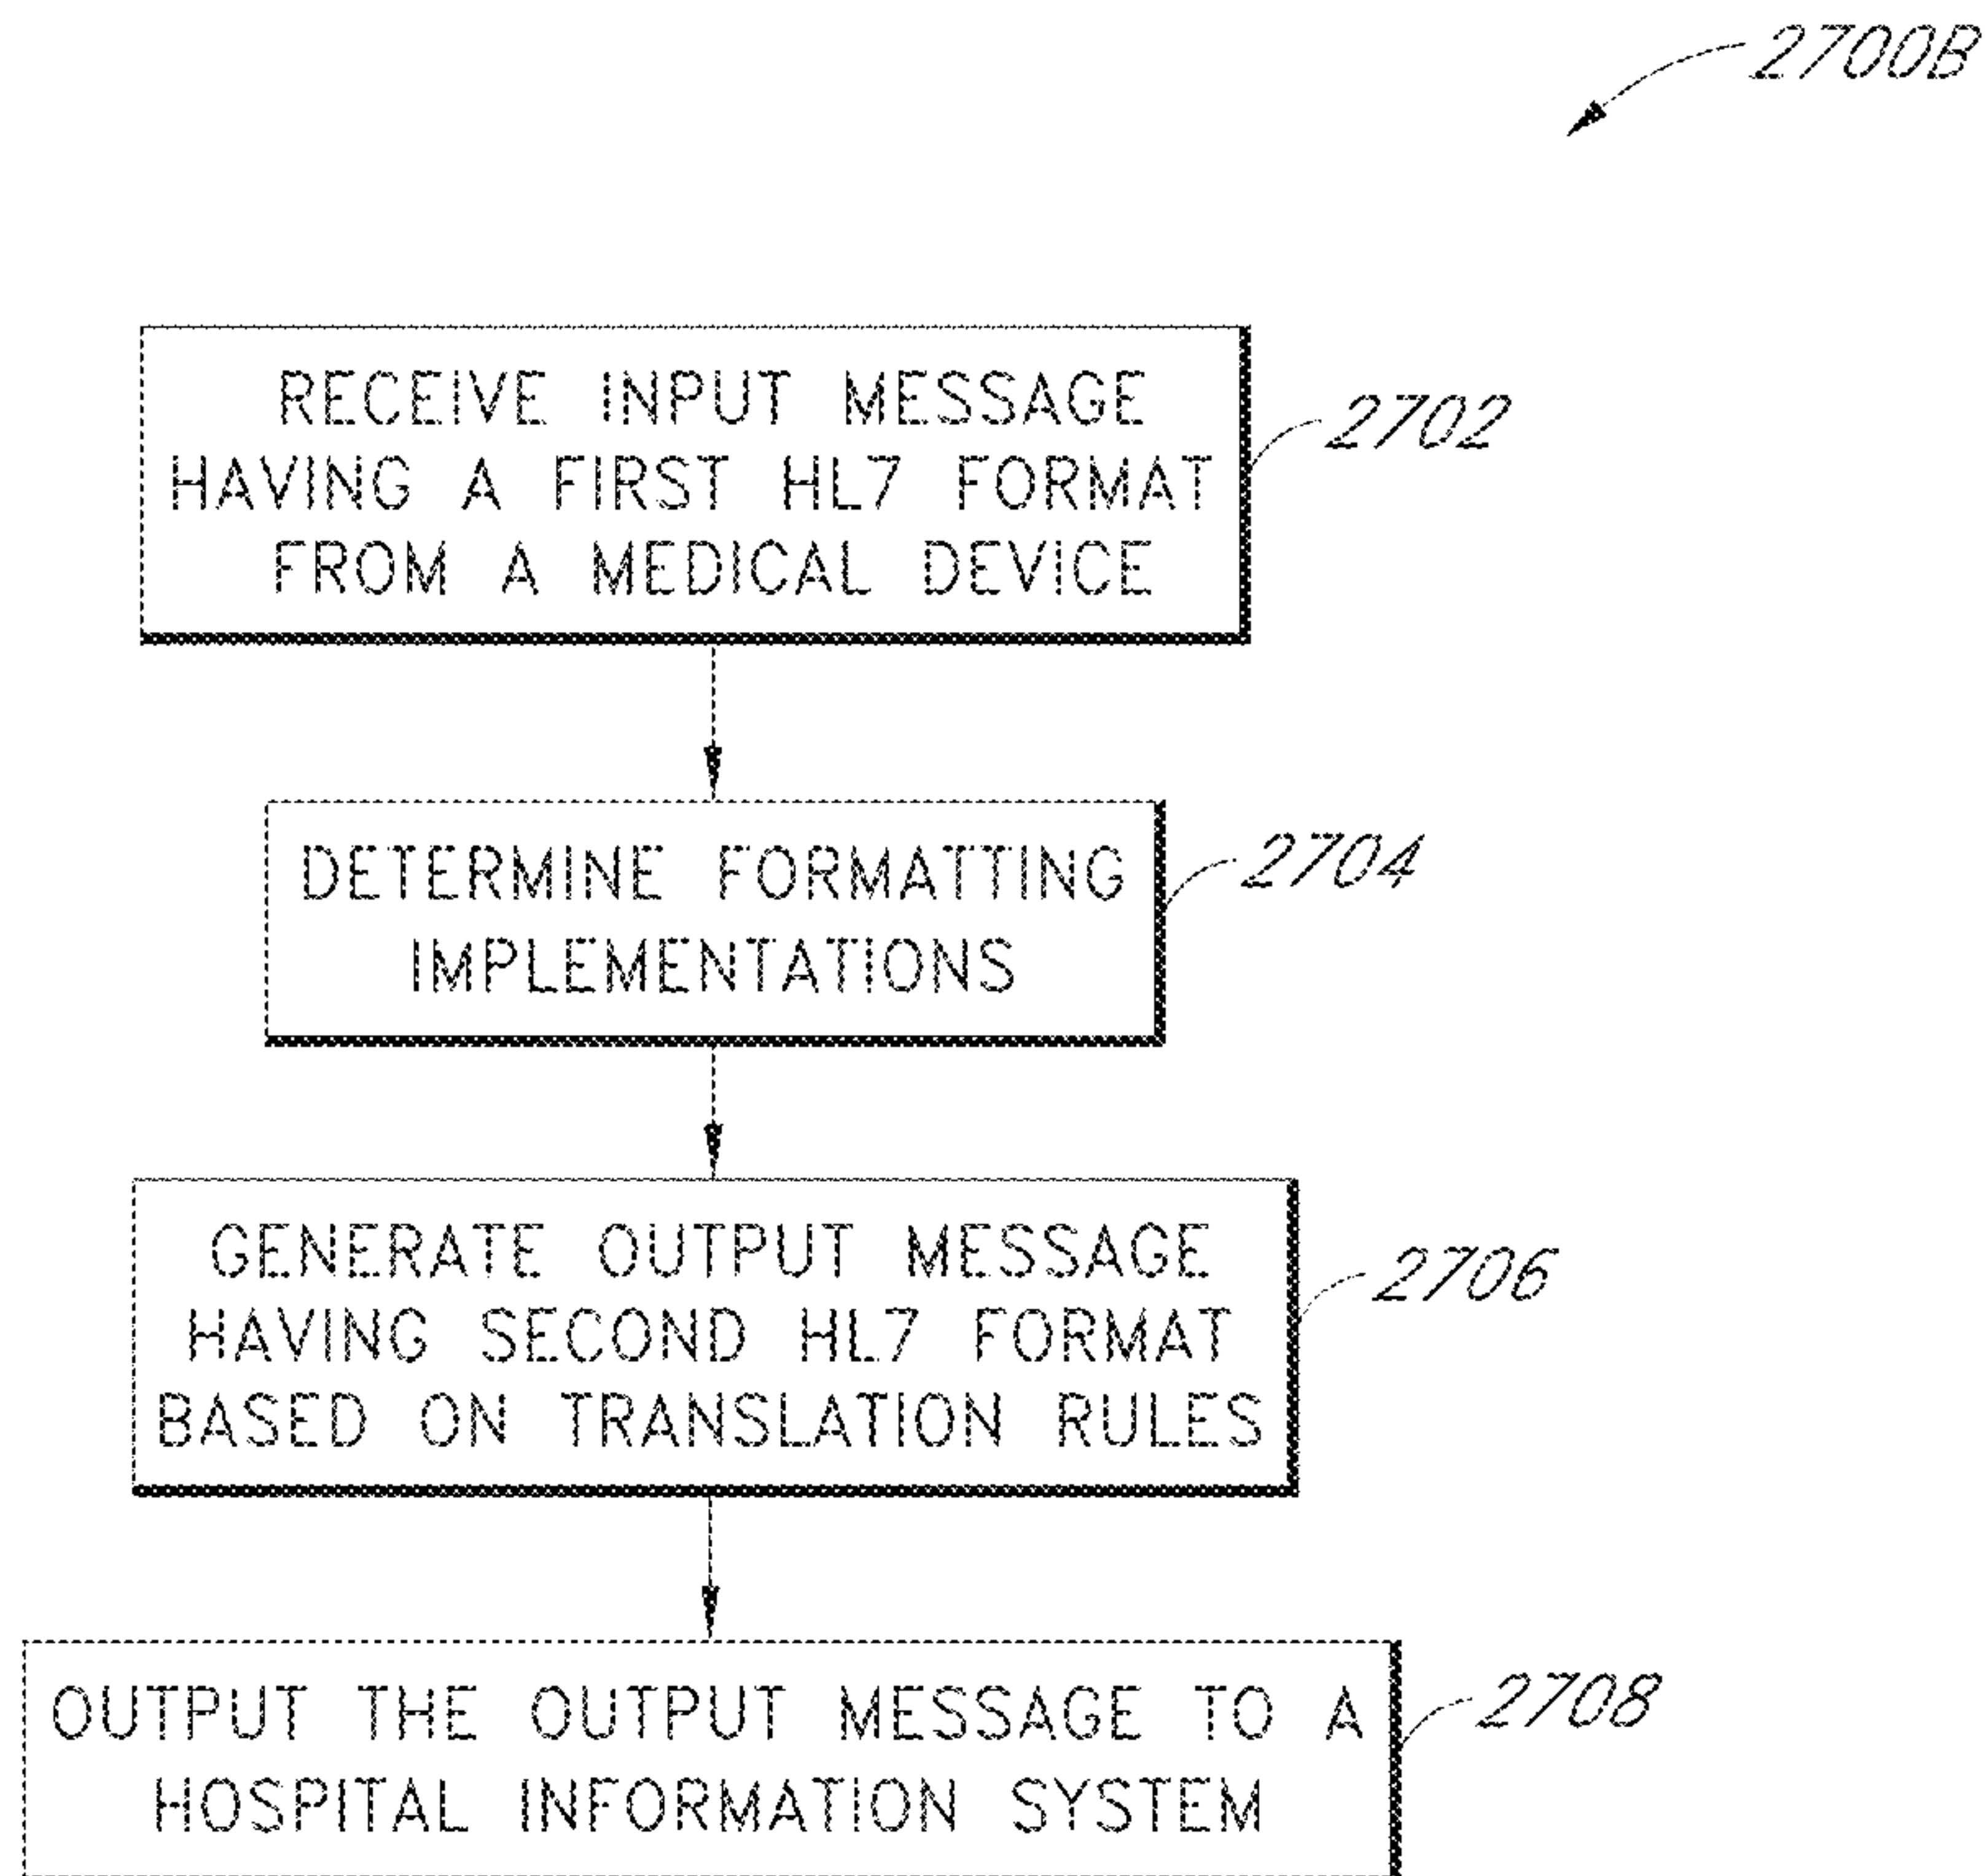 2700B
RECEIVE INPUT MESSAGE
HAVING A FIRST HL7 FORMAT
FROM A MEDICAL DEVICE
2702
DETERMINE FORMATTING
IMPLEMENTATIONS
2704
GENERATE OUTPUT MESSAGE
HAVING SECOND HL7 FORMAT
BASED ON TRANSLATION RULES
2706
OUTPUT THE OUTPUT MESSAGE TO A
HOSPITAL INFORMATION SYSTEM
2708